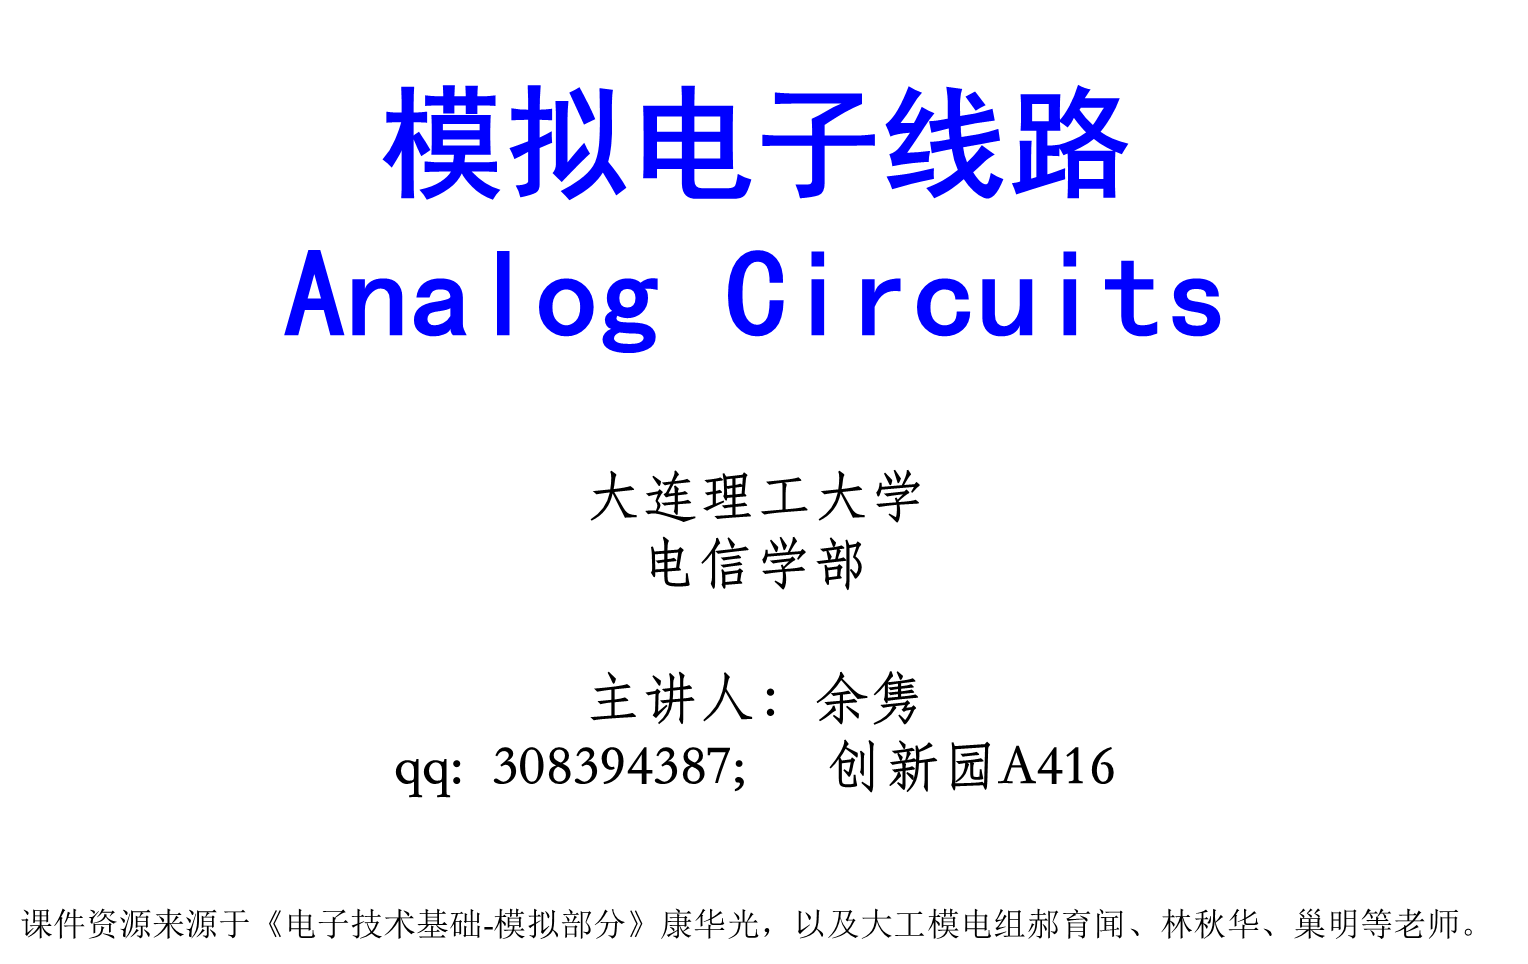 模拟电子线路
Analog Circuits
大连理工大学
电信学部
主讲人：余隽
qq: 308394387; 创新园A416
课件资源来源于《电子技术基础-模拟部分》康华光，以及大工模电组郝育闻、林秋华、巢明等老师。